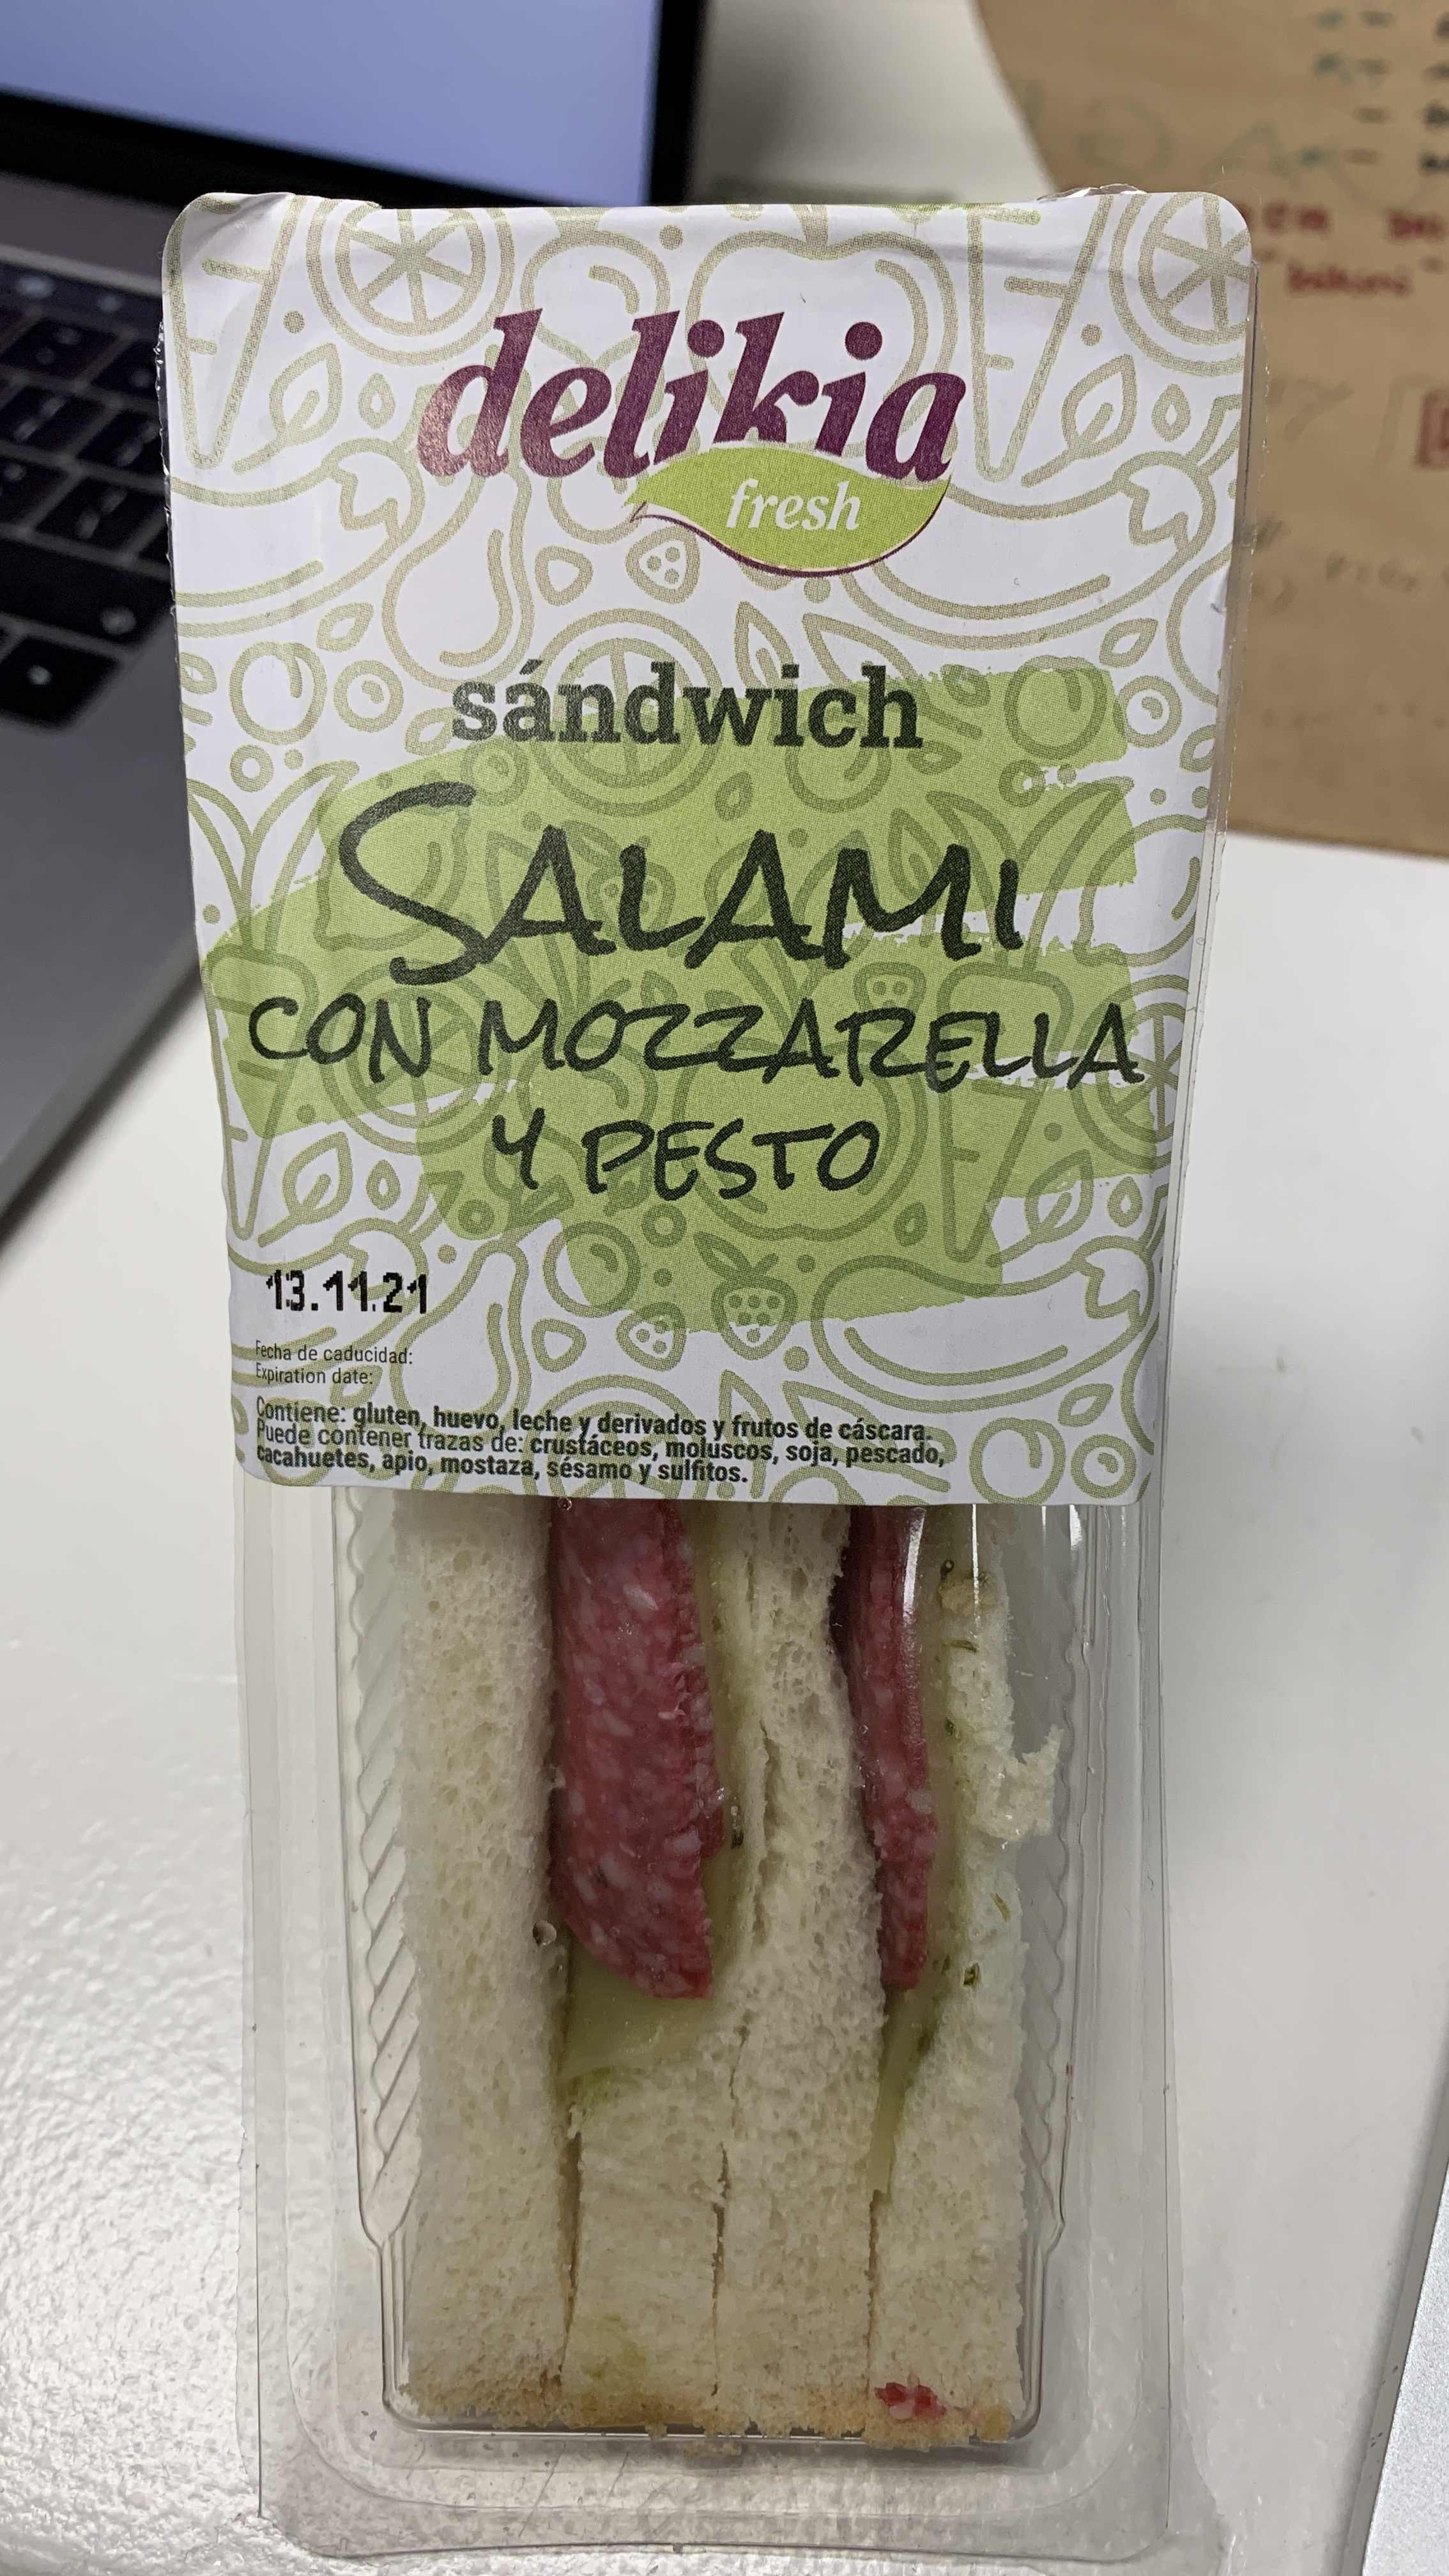 delikia
fresh
sándwich
SALAMI
CON MOZZARELLA
Y PESTO
13.11.21
Fecha de caducidad:
Expiration date:
Contiene: gluten, huevo, leche y derivados y frutos de cáscara.
Puede contener trazas de: crustáceos, moluscos, soja, pescado,
cacahuetes, apio, mostaza, sésamo y sulfitos.